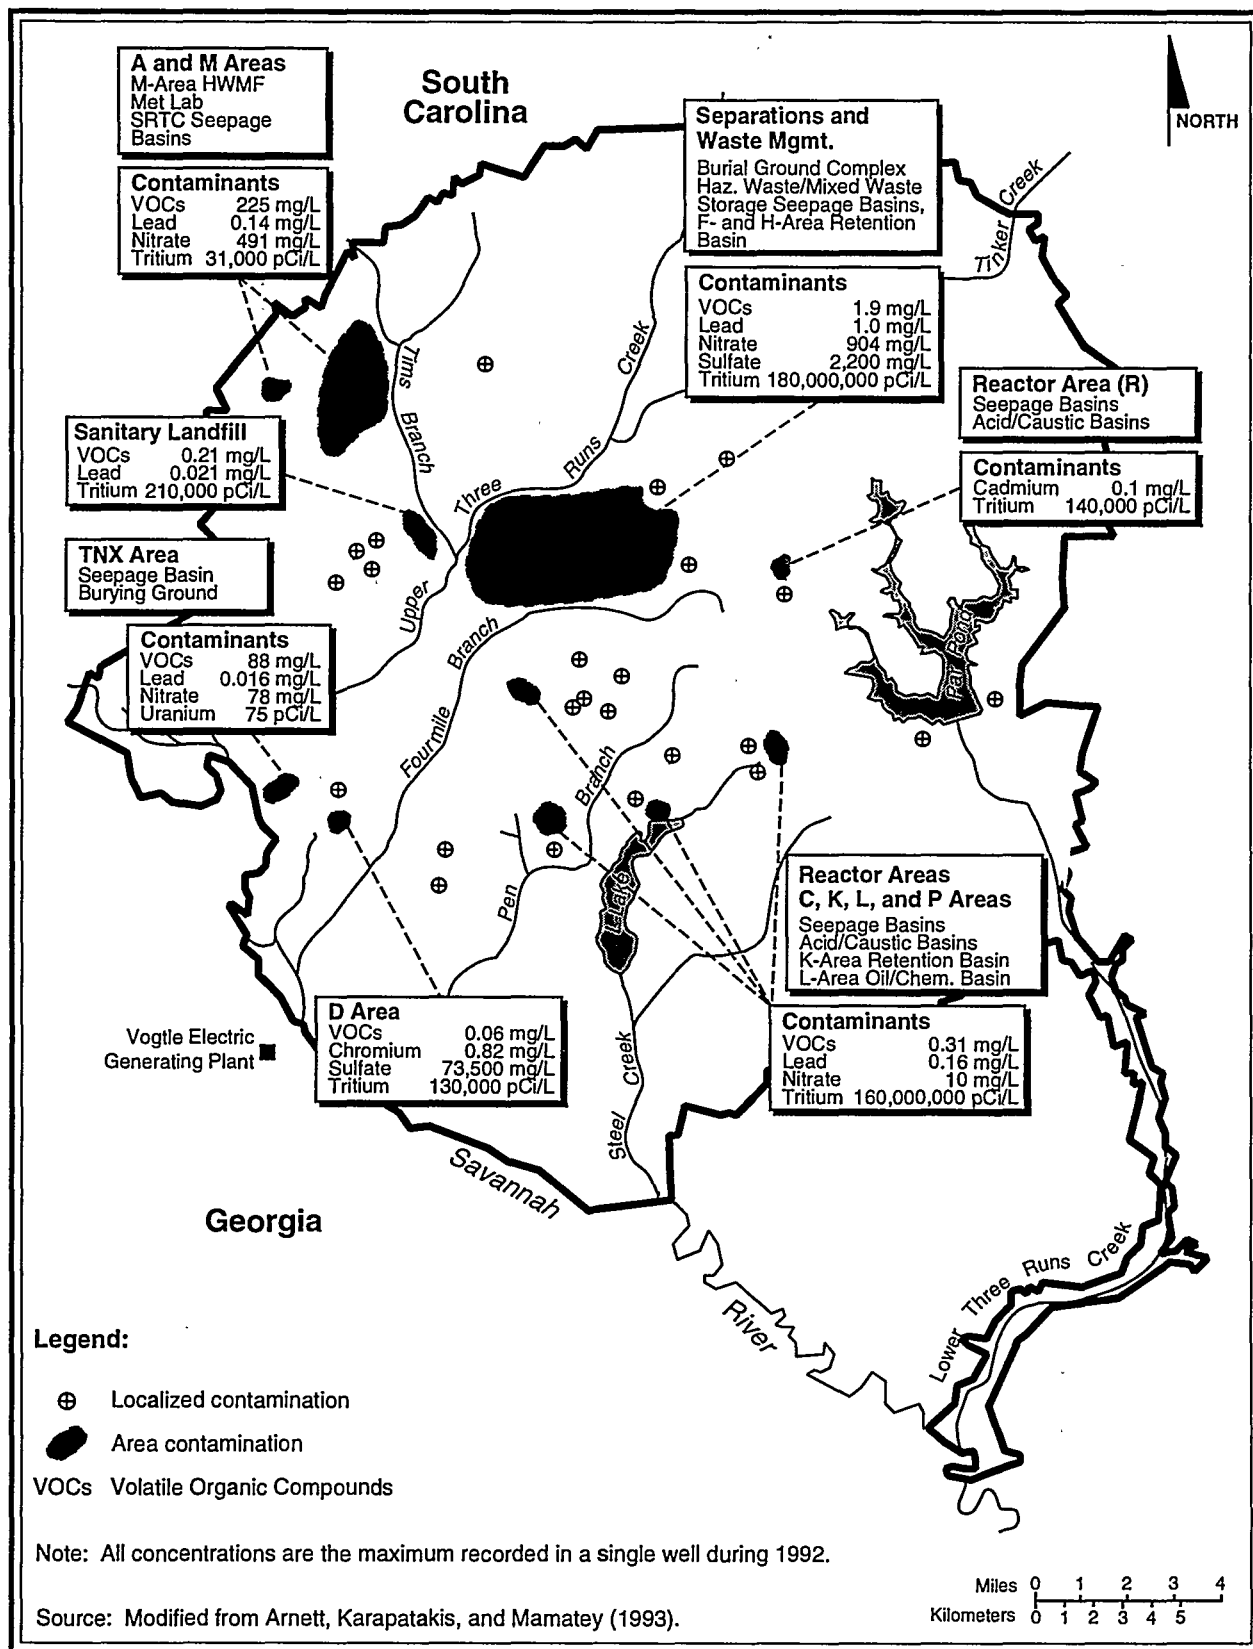 South
Carolina
NORTH
A and M Areas
M-Area HWMF
Met Lab
SRTC Seepage
Basins
Contaminants
VOCs 225 mg/L
Lead 0.14 mg/L
Nitrate 491 mg/L
Tritium 31,000 pCi/L
Separations and
Waste Mgmt.
Burial Ground Complex
Haz. Waste/Mixed Waste
Storage Seepage Basins,
F- and H-Area Retention
Basin
Contaminants
VOCs 1.9 mg/L
Lead 1.0 mg/L
Nitrate 904 mg/L
Sulfate 2,200 mg/L
Tritium 180,000,000 pCi/L
Tinker Creek
Reactor Area (R)
Seepage Basins
Acid/Caustic Basins
Contaminants
Cadmium 0.1 mg/L
Tritium 140,000 pCi/L
Tims Branch
Upper Three Runs Creek
Sanitary Landfill
VOCs 0.21 mg/L
Lead 0.021 mg/L
Tritium 210,000 pCi/L
TNX Area
Seepage Basin
Burying Ground
Contaminants
VOCs 88 mg/L
Lead 0.016 mg/L
Nitrate 78 mg/L
Uranium 75 pCi/L
Fourmile Branch
Par Pond
Pen Branch
L-Lake
Steel Creek
Reactor Areas
C, K, L, and P Areas
Seepage Basins
Acid/Caustic Basins
K-Area Retention Basin
L-Area Oil/Chem. Basin
Contaminants
VOCs 0.31 mg/L
Lead 0.16 mg/L
Nitrate 10 mg/L
Tritium 160,000,000 pCi/L
D Area
VOCs 0.06 mg/L
Chromium 0.82 mg/L
Sulfate 73,500 mg/L
Tritium 130,000 pCi/L
Vogtle Electric
Generating Plant
Savannah River
Georgia
Lower Three Runs Creek
Legend:
Localized contamination
Area contamination
VOCs Volatile Organic Compounds
Note: All concentrations are the maximum recorded in a single well during 1992.
Source: Modified from Arnett, Karapatakis, and Mamatey (1993).
Miles 0 1 2 3 4
Kilometers 0 1 2 3 4 5